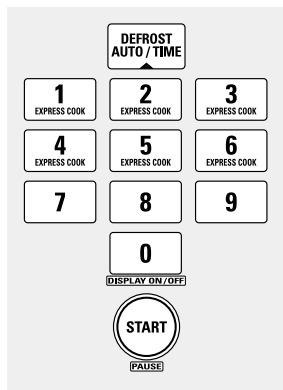 DEFROST
AUTO / TIME
1 2 3
EXPRESS COOK EXPRESS COOK EXPRESS COOK
4 5 6
EXPRESS COOK EXPRESS COOK EXPRESS COOK
7 8 9
0
DISPLAY ON/OFF
START
PAUSE